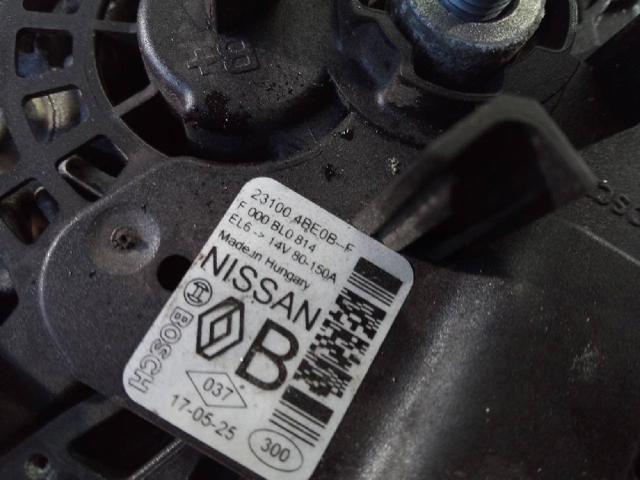 B+
23100 4BE0B--F
F 000 BL0 814
EL6-> 14V 80-150A
Made in Hungary
NISSAN
BOSCH
B
037
17-05-25
300